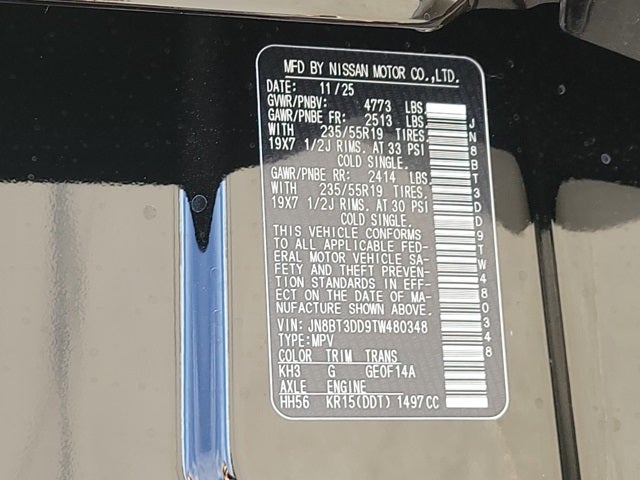 MFD BY NISSAN MOTOR CO.,LTD.
DATE: 11/25
GVWR/PNBV: 4773 LBS
GAWR/PNBE FR: 2513 LBS
WITH 235/55R19 TIRES,
19X7 1/2J RIMS, AT 33 PSI
COLD SINGLE,
GAWR/PNBE RR: 2414 LBS
WITH 235/55R19 TIRES,
19X7 1/2J RIMS, AT 30 PSI
COLD SINGLE,
THIS VEHICLE CONFORMS
TO ALL APPLICABLE FED-
ERAL MOTOR VEHICLE SA-
FETY AND THEFT PREVEN-
TION STANDARDS IN EFF-
ECT ON THE DATE OF MA-
NUFACTURE SHOWN ABOVE.
VIN: JN8BT3DD9TW480348
TYPE:MPV
COLOR TRIM TRANS
KH3 G GE0F14A
AXLE ENGINE
HH56 KR15(DDT) 1497CC
JN8BT3DD9TW480348